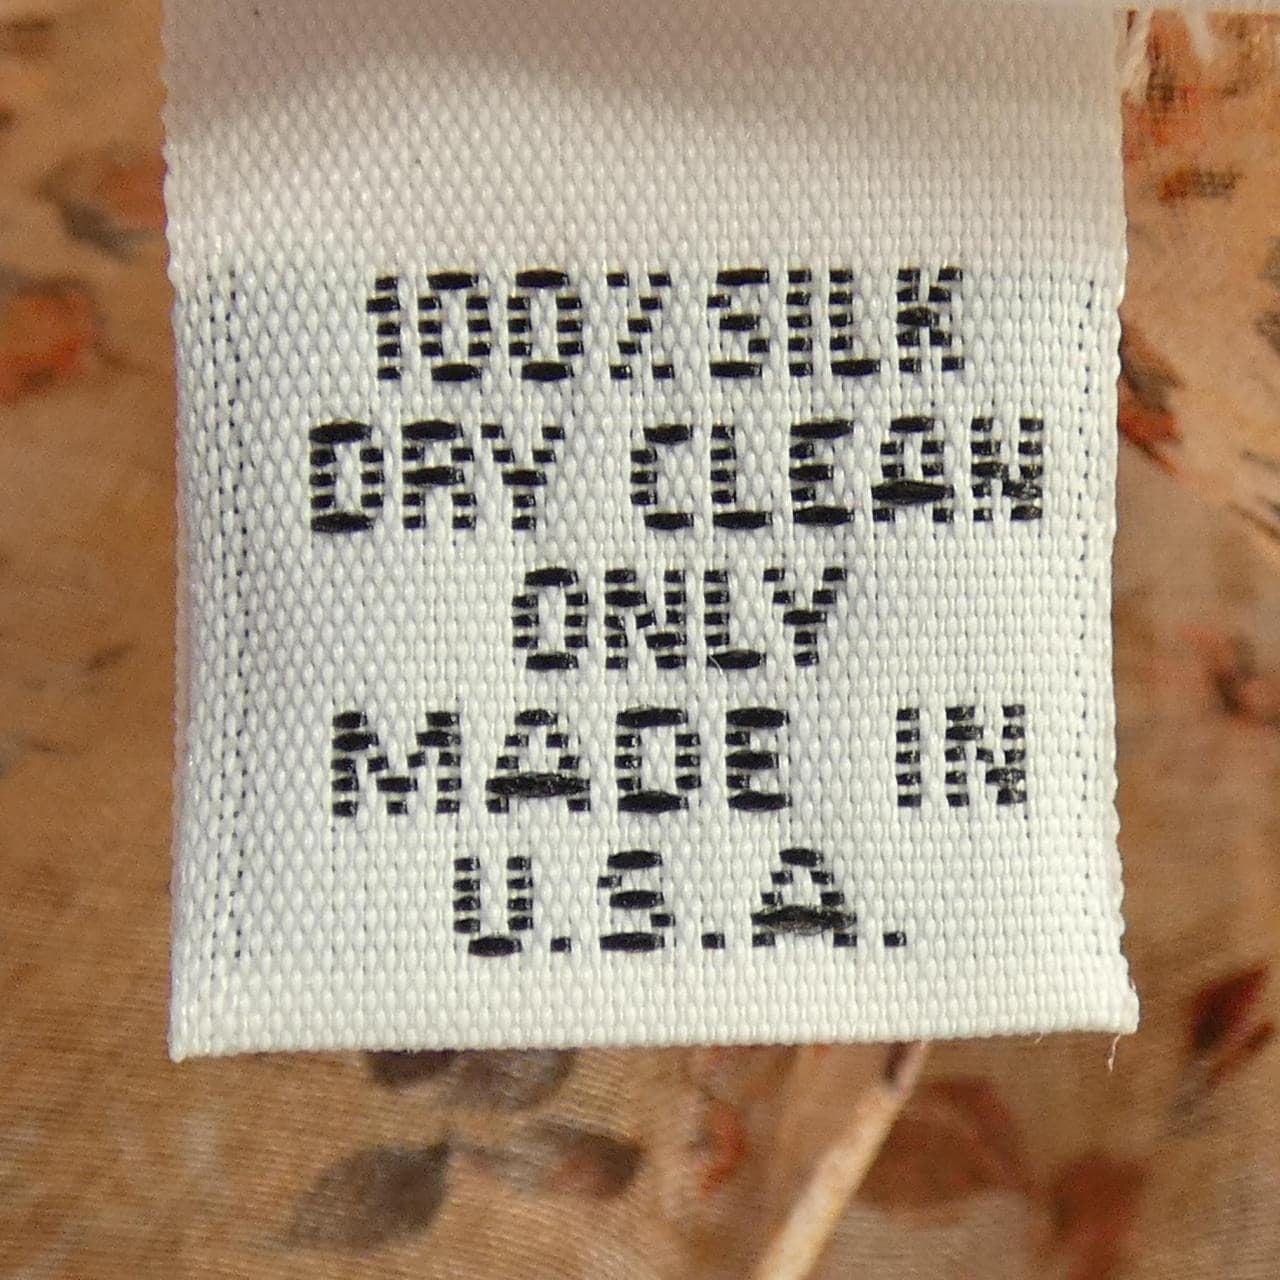 100% SILK
DRY CLEAN
ONLY
MADE IN
U.S.A.